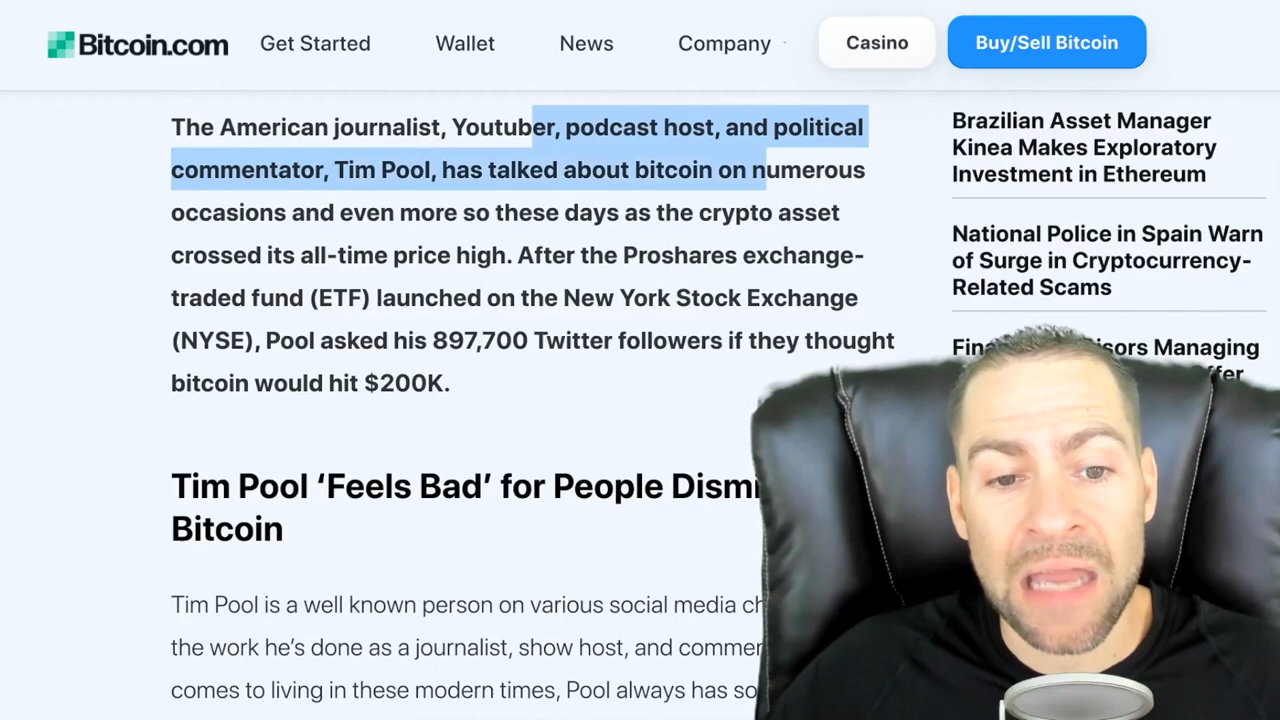 Bitcoin.com Get Started Wallet News Company Casino Buy/Sell Bitcoin
The American journalist, Youtuber, podcast host, and political
commentator, Tim Pool, has talked about bitcoin on numerous
occasions and even more so these days as the crypto asset
crossed its all-time price high. After the Proshares exchange-
traded fund (ETF) launched on the New York Stock Exchange
(NYSE), Pool asked his 897,700 Twitter followers if they thought
bitcoin would hit $200K.
Tim Pool ‘Feels Bad’ for People
Bitcoin
Tim Pool is a well known person on various social media
the work he’s done as a journalist, show host, and
comes to living in these modern times, Pool always has
Brazilian Asset Manager
Kinea Makes Exploratory
Investment in Ethereum
National Police in Spain Warn
of Surge in Cryptocurrency-
Related Scams
Managing